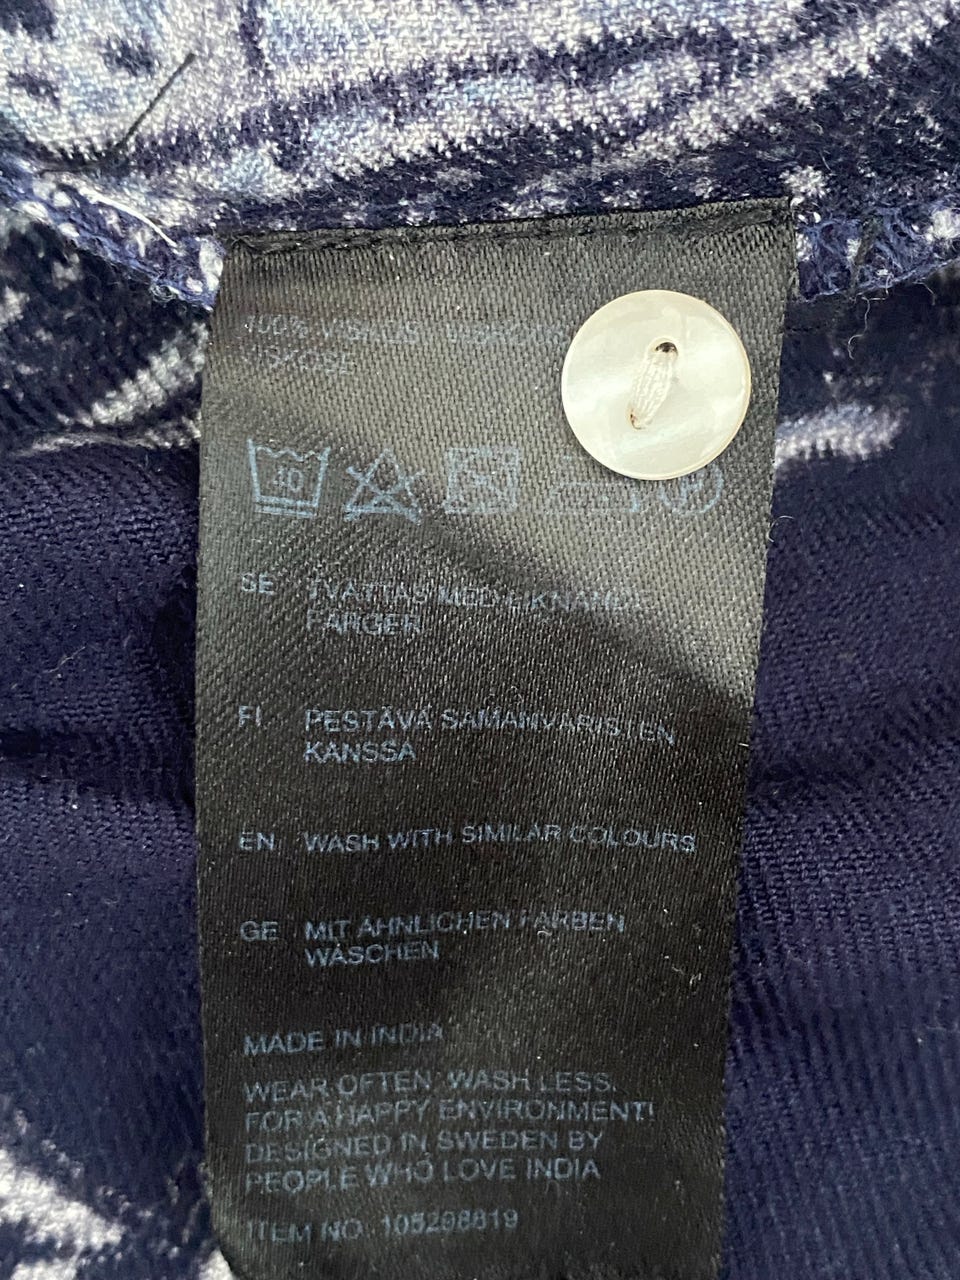 100%
VISKOSE
40
SE TVÄTTAS MED LIKNANDE
FÄRGER
FI PESTÄVÄ SAMANVÄRISTEN
KANSSA
EN WASH WITH SIMILAR COLOURS
GE MIT ÄHNLICHEN FARBEN
WASCHEN
MADE IN INDIA
WEAR OFTEN, WASH LESS.
FOR A HAPPY ENVIRONMENT!
DESIGNED IN SWEDEN BY
PEOPLE WHO LOVE INDIA
ITEM NO. 105298819